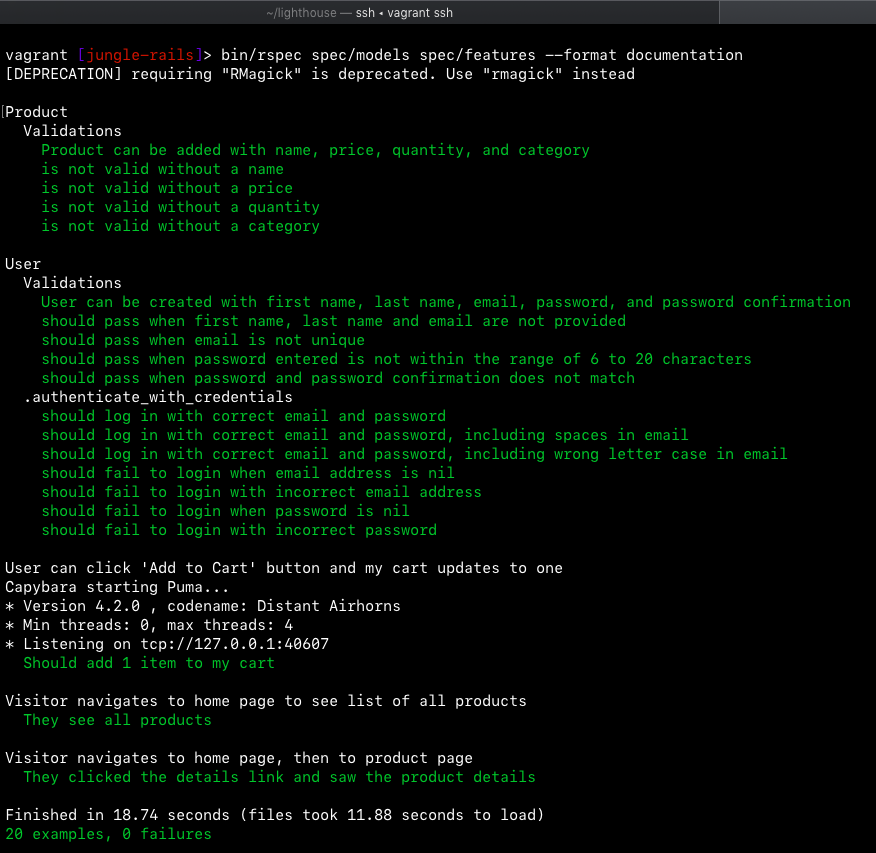 ~/lighthouse — ssh ◂ vagrant ssh
vagrant [jungle-rails]> bin/rspec spec/models spec/features --format documentation
[DEPRECATION] requiring "RMagick" is deprecated. Use "rmagick" instead
Product
Validations
Product can be added with name, price, quantity, and category
is not valid without a name
is not valid without a price
is not valid without a quantity
is not valid without a category
User
Validations
User can be created with first name, last name, email, password, and password confirmation
should pass when first name, last name and email are not provided
should pass when email is not unique
should pass when password entered is not within the range of 6 to 20 characters
should pass when password and password confirmation does not match
.authenticate_with_credentials
should log in with correct email and password
should log in with correct email and password, including spaces in email
should log in with correct email and password, including wrong letter case in email
should fail to login when email address is nil
should fail to login with incorrect email address
should fail to login when password is nil
should fail to login with incorrect password
User can click 'Add to Cart' button and my cart updates to one
Capybara starting Puma...
* Version 4.2.0 , codename: Distant Airhorns
* Min threads: 0, max threads: 4
* Listening on tcp://127.0.0.1:40607
Should add 1 item to my cart
Visitor navigates to home page to see list of all products
They see all products
Visitor navigates to home page, then to product page
They clicked the details link and saw the product details
Finished in 18.74 seconds (files took 11.88 seconds to load)
20 examples, 0 failures